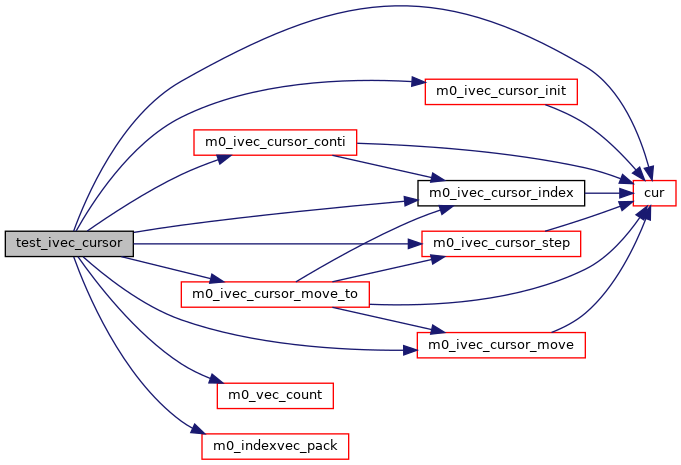 m0_ivec_cursor_init
m0_ivec_cursor_conti
m0_ivec_cursor_index
cur
test_ivec_cursor
m0_ivec_cursor_step
m0_ivec_cursor_move_to
m0_ivec_cursor_move
m0_vec_count
m0_indexvec_pack